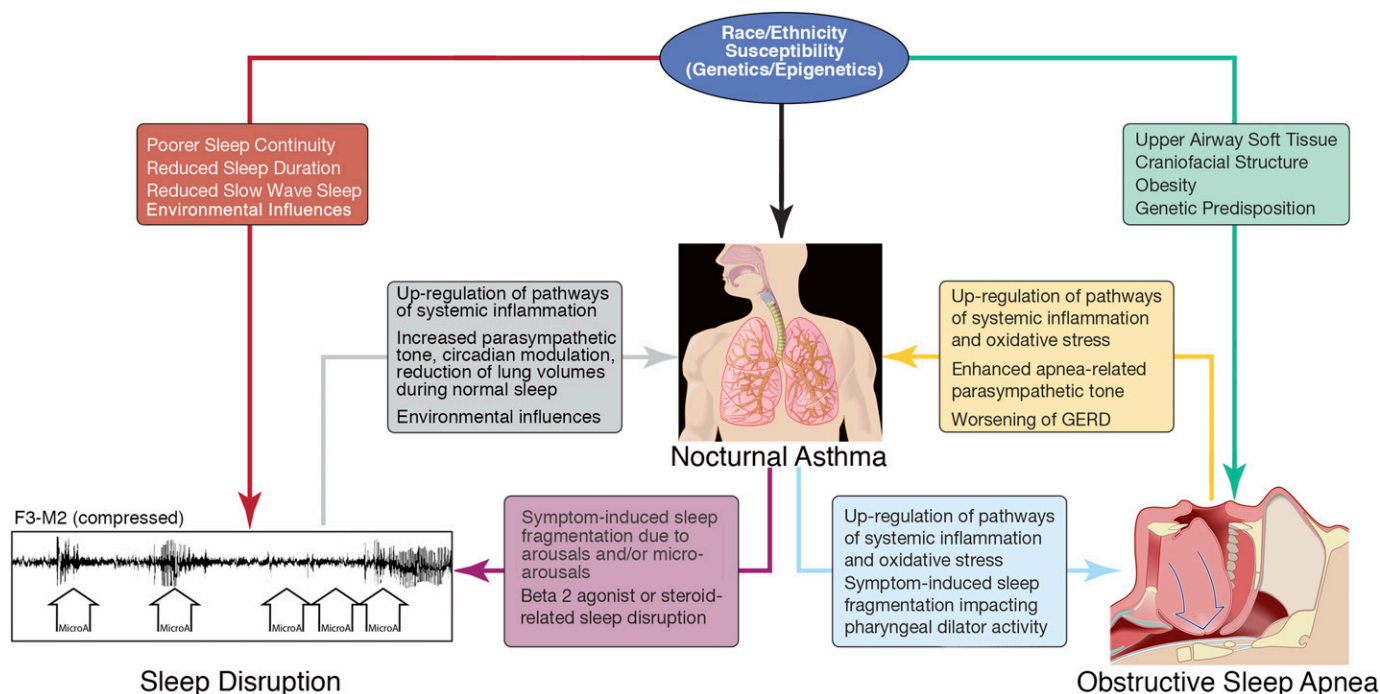 Race/Ethnicity
Susceptibility
(Genetics/Epigenetics)
Poorer Sleep Continuity
Reduced Sleep Duration
Reduced Slow Wave Sleep
Environmental Influences
Upper Airway Soft Tissue
Craniofacial Structure
Obesity
Genetic Predisposition
Up-regulation of pathways
of systemic inflammation
Increased parasympathetic
tone, circadian modulation,
reduction of lung volumes
during normal sleep
Environmental influences
Up-regulation of pathways
of systemic inflammation
and oxidative stress
Enhanced apnea-related
parasympathetic tone
Worsening of GERD
Nocturnal Asthma
F3-M2 (compressed)
MicroA
MicroA
MicroA
MicroA
MicroA
Symptom-induced sleep
fragmentation due to
arousals and/or micro-
arousals
Beta 2 agonist or steroid-
related sleep disruption
Up-regulation of pathways
of systemic inflammation
and oxidative stress
Symptom-induced sleep
fragmentation impacting
pharyngeal dilator activity
Sleep Disruption
Obstructive Sleep Apnea